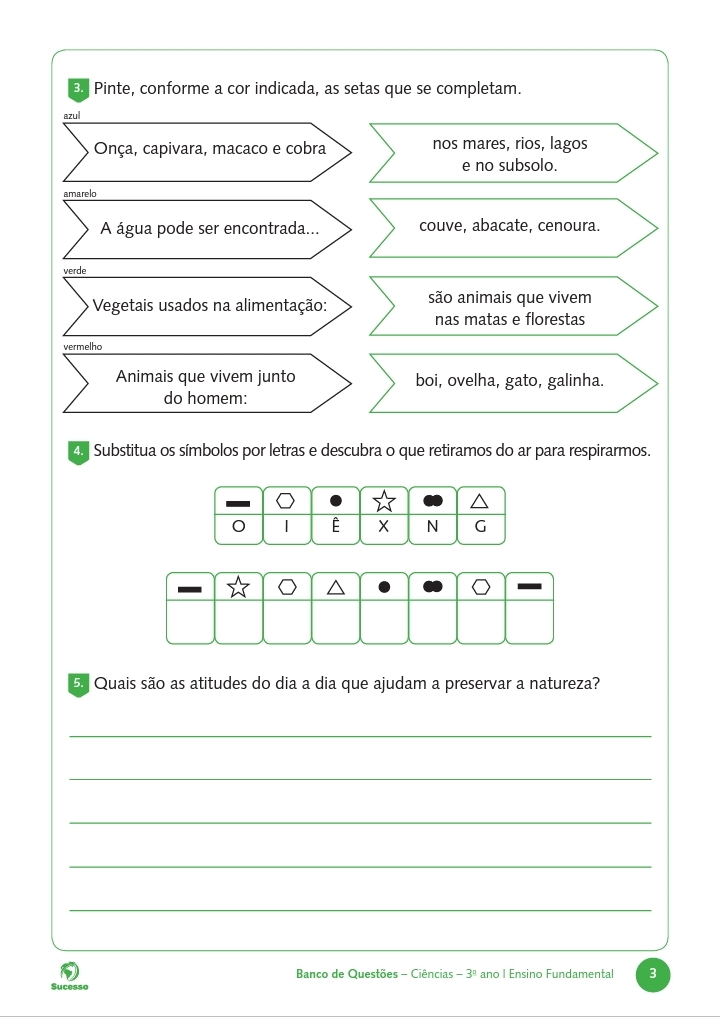 3. Pinte, conforme a cor indicada, as setas que se completam.
azul
Onça, capivara, macaco e cobra
nos mares, rios, lagos
e no subsolo.
amarelo
A água pode ser encontrada...
couve, abacate, cenoura.
verde
Vegetais usados na alimentação:
são animais que vivem
nas matas e florestas
vermelho
Animais que vivem junto
do homem:
boi, ovelha, gato, galinha.
4. Substitua os símbolos por letras e descubra o que retiramos do ar para respirarmos.
O I Ê X N G
5. Quais são as atitudes do dia a dia que ajudam a preservar a natureza?
Sucesso
Banco de Questões – Ciências – 3º ano I Ensino Fundamental
3